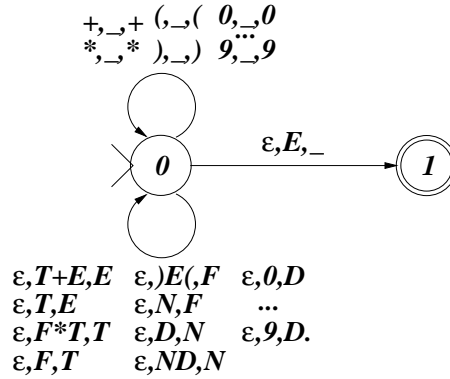 +,_,+ (,_,( 0,_,0
...
*,_,* ),_,) 9,_,9
0
ε,E,_
1
ε,T+E,E ε,)E(,F ε,0,D
ε,T,E ε,N,F ...
ε,F*T,T ε,D,N ε,9,D.
ε,F,T ε,ND,N